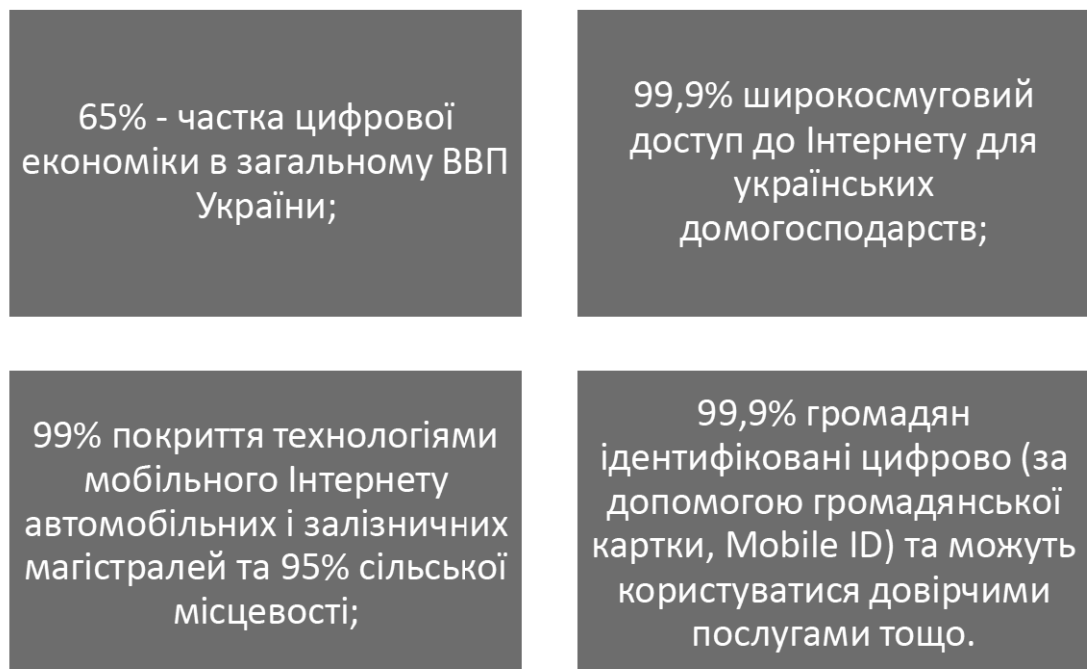 65% - частка цифрової
економіки в загальному ВВП
України;
99,9% широкосмуговий
доступ до Інтернету для
українських
домогосподарств;
99% покриття технологіями
мобільного Інтернету
автомобільних і залізничних
магістралей та 95% сільської
місцевості;
99,9% громадян
ідентифіковані цифрово (за
допомогою громадянської
картки, Mobile ID) та можуть
користуватися довірчими
послугами тощо.